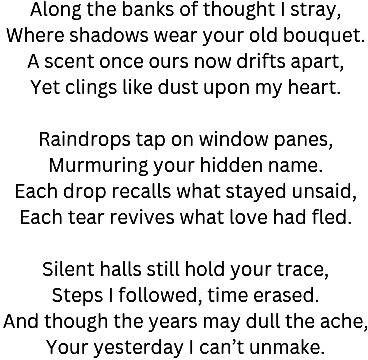 Along the banks of thought I stray,
Where shadows wear your old bouquet.
A scent once ours now drifts apart,
Yet clings like dust upon my heart.

Raindrops tap on window panes,
Murmuring your hidden name.
Each drop recalls what stayed unsaid,
Each tear revives what love had fled.

Silent halls still hold your trace,
Steps I followed, time erased.
And though the years may dull the ache,
Your yesterday I can’t unmake.